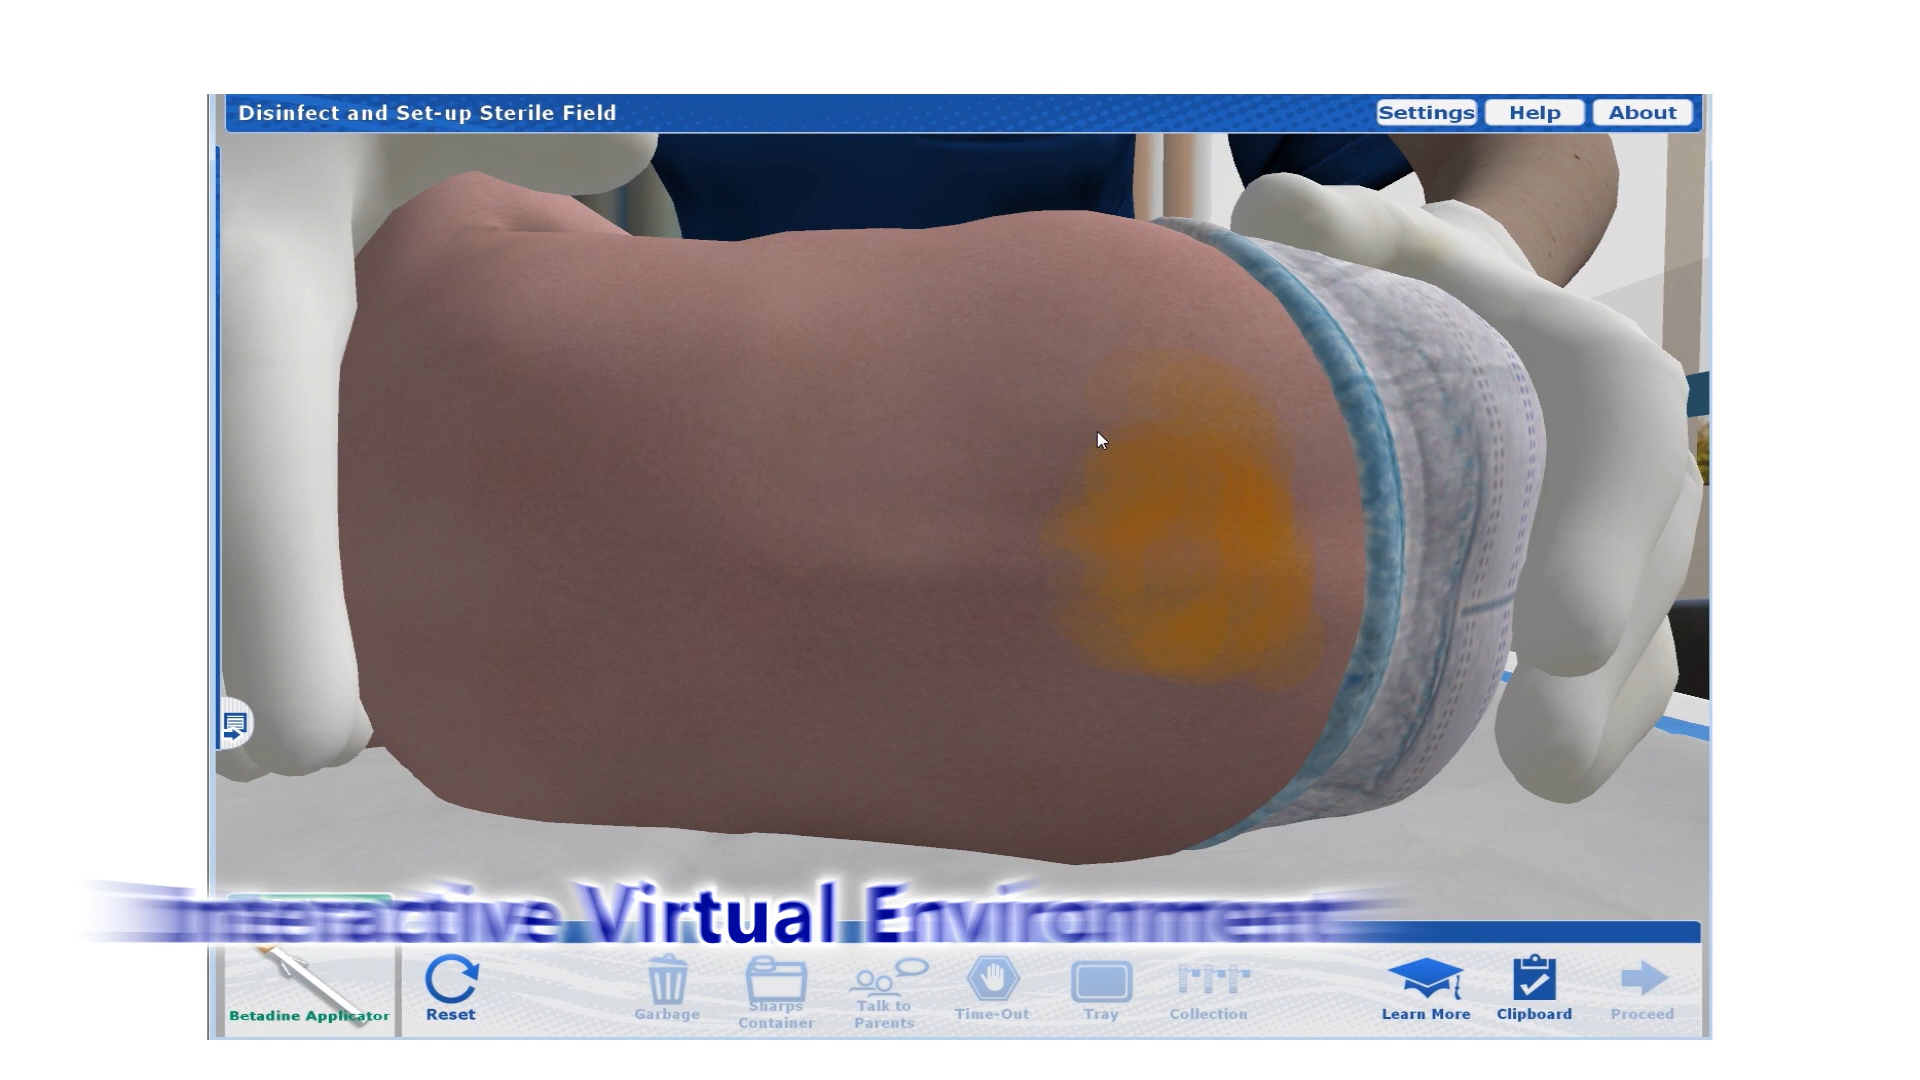 Disinfect and Set-up Sterile Field
Settings
Help
About
Interactive Virtual Environment
Betadine Applicator
Reset
Garbage
Sharps
Container
Talk to
Parents
Time-Out
Tray
Collection
Learn More
Clipboard
Proceed